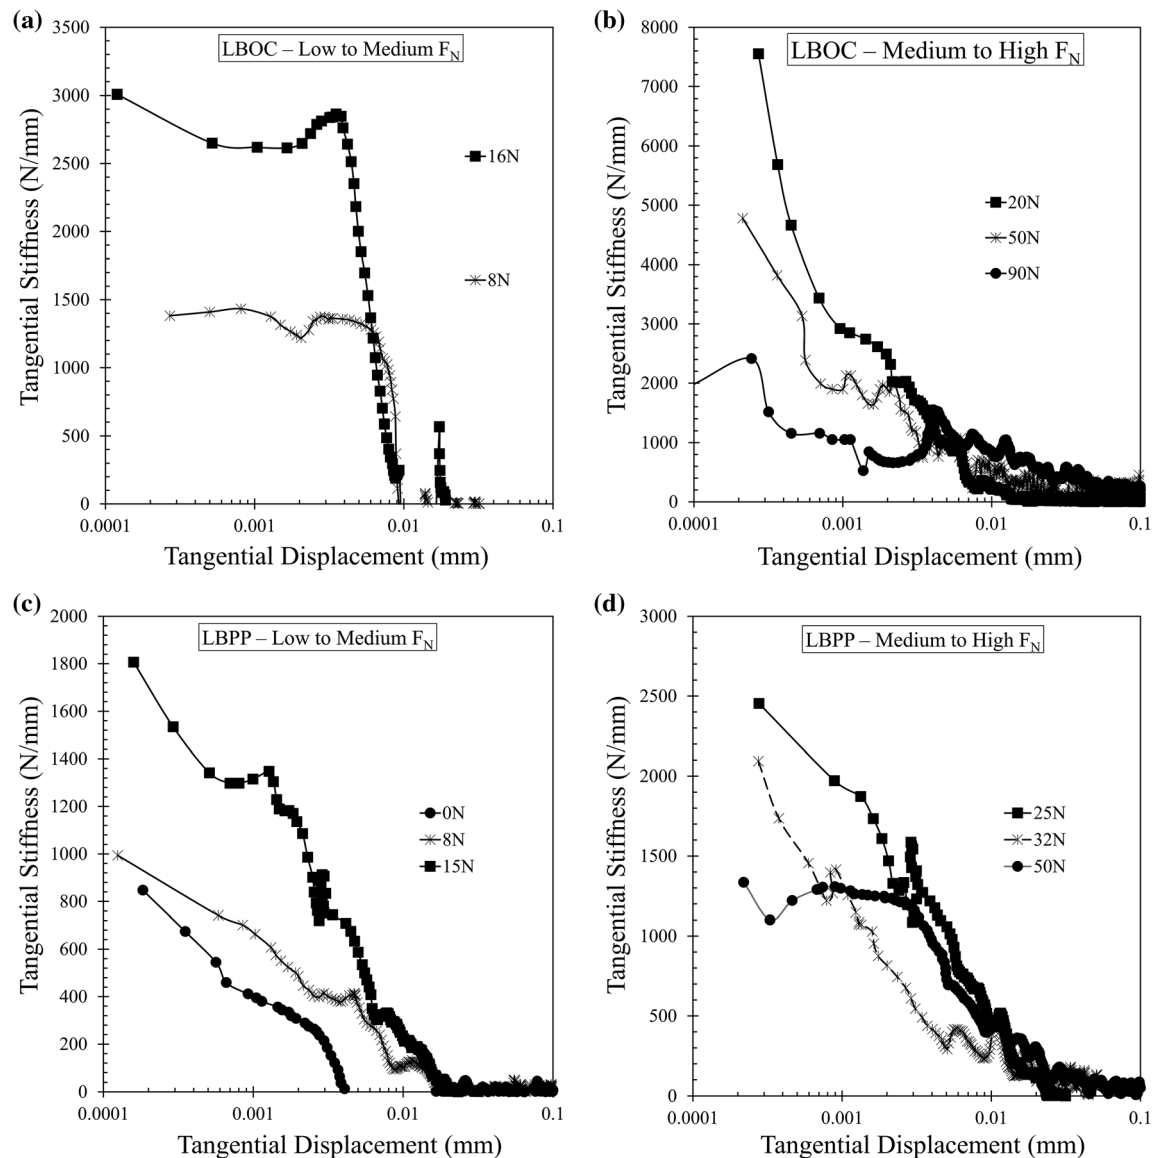 (a)
LBOC – Low to Medium F_N
Tangential Stiffness (N/mm)
3500
3000
2500
2000
1500
1000
500
0
16N
8N
0.0001
0.001
0.01
0.1
Tangential Displacement (mm)
(b)
LBOC – Medium to High F_N
Tangential Stiffness (N/mm)
8000
7000
6000
5000
4000
3000
2000
1000
0
20N
50N
90N
0.0001
0.001
0.01
0.1
Tangential Displacement (mm)
(c)
LBPP – Low to Medium F_N
Tangential Stiffness (N/mm)
2000
1800
1600
1400
1200
1000
800
600
400
200
0
0N
8N
15N
0.0001
0.001
0.01
0.1
Tangential Displacement (mm)
(d)
LBPP – Medium to High F_N
Tangential Stiffness (N/mm)
3000
2500
2000
1500
1000
500
0
25N
32N
50N
0.0001
0.001
0.01
0.1
Tangential Displacement (mm)